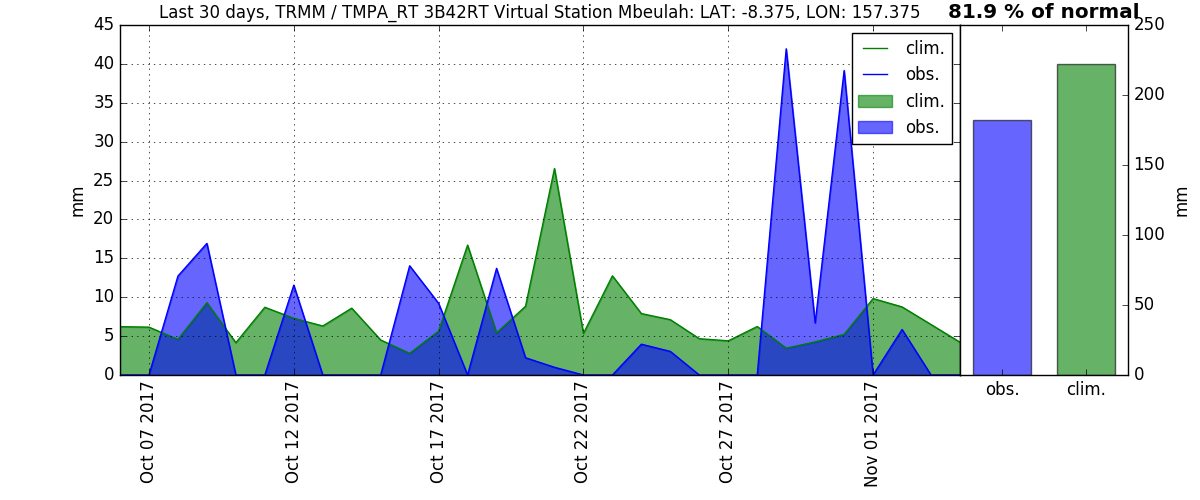 Last 30 days, TRMM / TMPA_RT 3B42RT Virtual Station Mbeulah: LAT: -8.375, LON: 157.375
81.9 % of normal
45
40
35
30
25
20
15
10
5
0
mm
clim.
obs.
clim.
obs.
Oct 07 2017
Oct 12 2017
Oct 17 2017
Oct 22 2017
Oct 27 2017
Nov 01 2017
250
200
150
100
50
0
mm
obs.
clim.